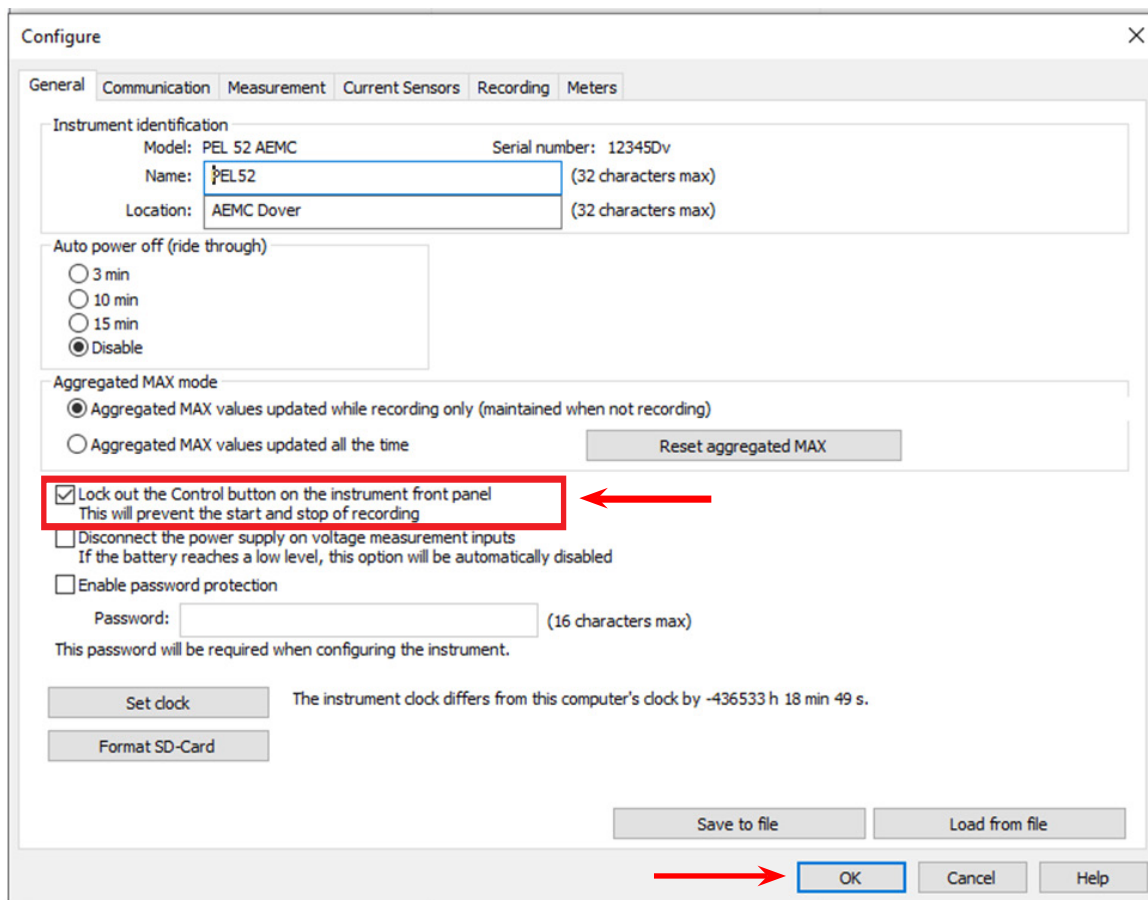 Configure
General Communication Measurement Current Sensors Recording Meters
Instrument identification
Model: PEL 52 AEMC Serial number: 12345Dv
Name: PEL52 (32 characters max)
Location: AEMC Dover (32 characters max)
Auto power off (ride through)
3 min
10 min
15 min
Disable
Aggregated MAX mode
Aggregated MAX values updated while recording only (maintained when not recording)
Aggregated MAX values updated all the time Reset aggregated MAX
Lock out the Control button on the instrument front panel
This will prevent the start and stop of recording
Disconnect the power supply on voltage measurement inputs
If the battery reaches a low level, this option will be automatically disabled
Enable password protection
Password: (16 characters max)
This password will be required when configuring the instrument.
Set clock The instrument clock differs from this computer's clock by -436533 h 18 min 49 s.
Format SD-Card
Save to file Load from file
OK Cancel Help